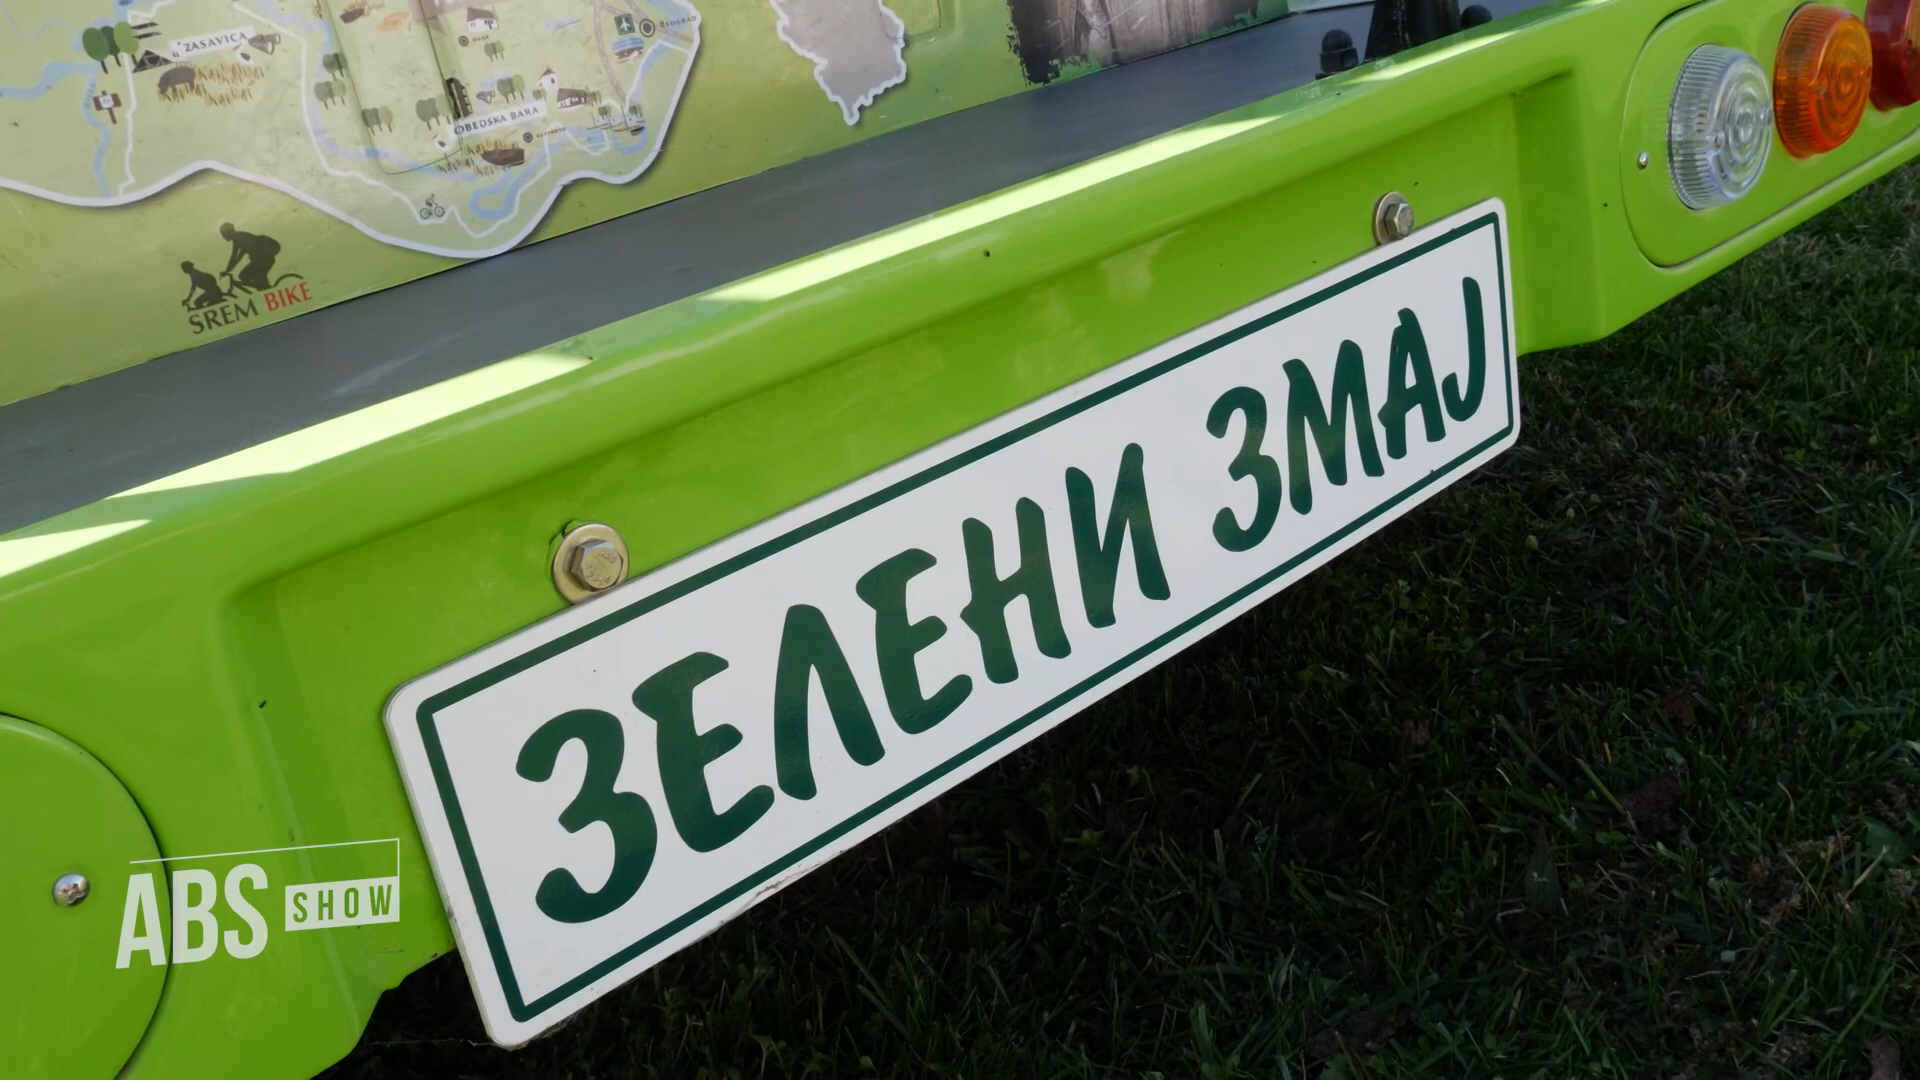 ZASAVICA
BEOGRAD
OBEDSKA BARA
SREM BIKE
ЗЕЛЕНИ ЗМАЈ
ABS SHOW